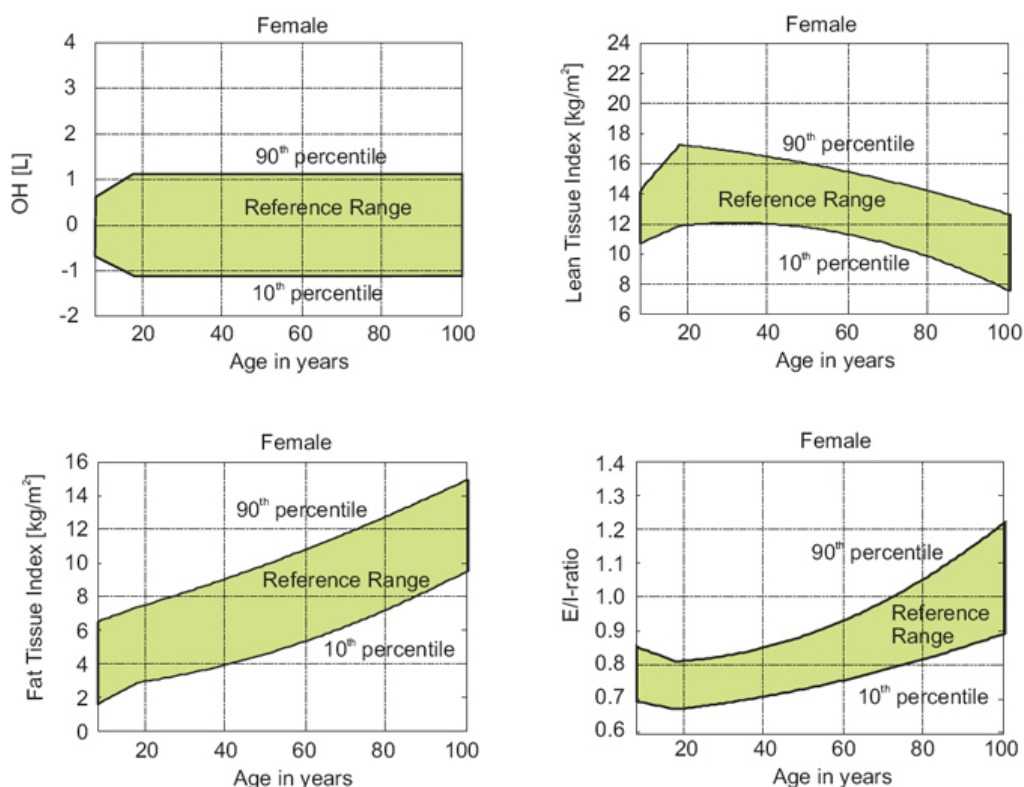 Female
OH [L]
4
3
2
1
0
-1
-2
90th percentile
Reference Range
10th percentile
20 40 60 80 100
Age in years
Female
Lean Tissue Index [kg/m²]
24
22
20
18
16
14
12
10
8
6
90th percentile
Reference Range
10th percentile
20 40 60 80 100
Age in years
Female
Fat Tissue Index [kg/m²]
16
14
12
10
8
6
4
2
0
90th percentile
Reference Range
10th percentile
20 40 60 80 100
Age in years
Female
E/I-ratio
1.4
1.3
1.2
1.1
1.0
0.9
0.8
0.7
0.6
90th percentile
Reference
Range
10th percentile
20 40 60 80 100
Age in years